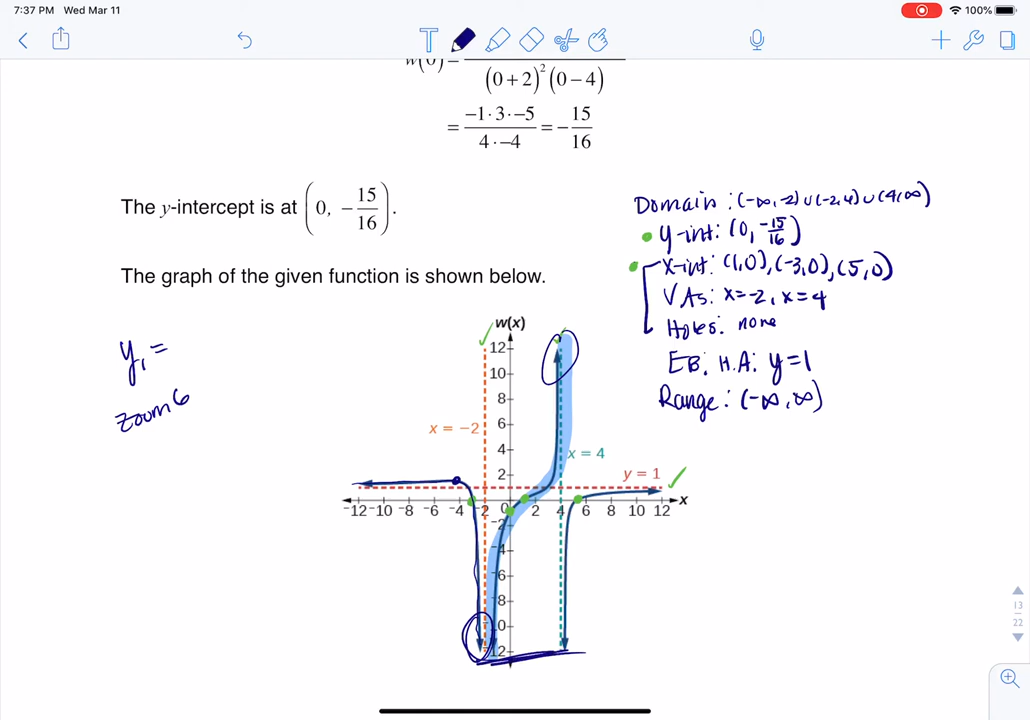 7:37 PM Wed Mar 11
100%
w(0) =
(0+2)²(0−4)
= −1·3·−5 / 4·−4 = − 15/16
The y-intercept is at (0, − 15/16).
The graph of the given function is shown below.
Domain: (-∞,-2)∪(-2,4)∪(4,∞)
y-int: (0, -15/16)
x-int: (1,0), (-3,0), (5,0)
VAs: x=-2, x=4
Holes: none
EB: H.A: y=1
Range: (-∞,∞)
y₁ =
Zoom 6
w(x)
12
10
8
6
x = −2
4
x = 4
2
y = 1
−12 −10 −8 −6 −4 −2 0 2 4 6 8 10 12 x
−2
−4
6
8
0
12
13
22